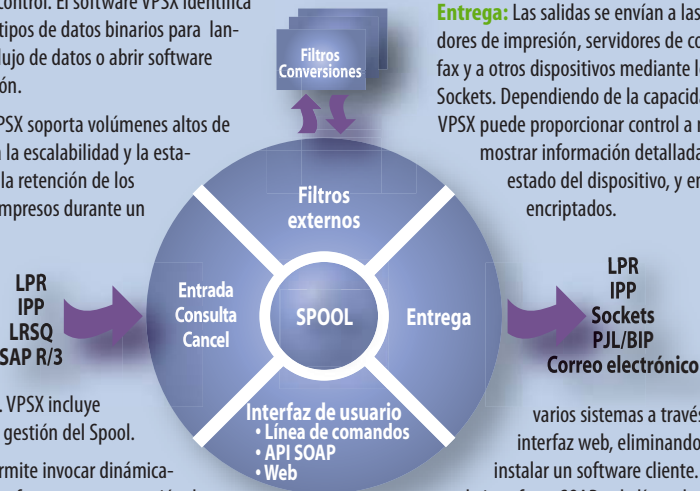 control. El software VPSX identifica
tipos de datos binarios para lan-
lujo de datos o abrir software
ón.
PSX soporta volúmenes altos de
la escalabilidad y la esta-
la retención de los
mpresos durante un
LPR
IPP
LRSQ
SAP R/3
. VPSX incluye
gestión del Spool.
rmite invocar dinámica-
Filtros
Conversiones
Filtros
externos
Entrada
Consulta
Cancel
SPOOL
Entrega
Interfaz de usuario
• Línea de comandos
• API SOAP
• Web
Entrega: Las salidas se envían a las
dores de impresión, servidores de co
fax y a otros dispositivos mediante l
Sockets. Dependiendo de la capacida
VPSX puede proporcionar control a n
mostrar información detallada
estado del dispositivo, y en
encriptados.
LPR
IPP
Sockets
PJL/BIP
Correo electrónico
varios sistemas a través
interfaz web, eliminando
instalar un software cliente.